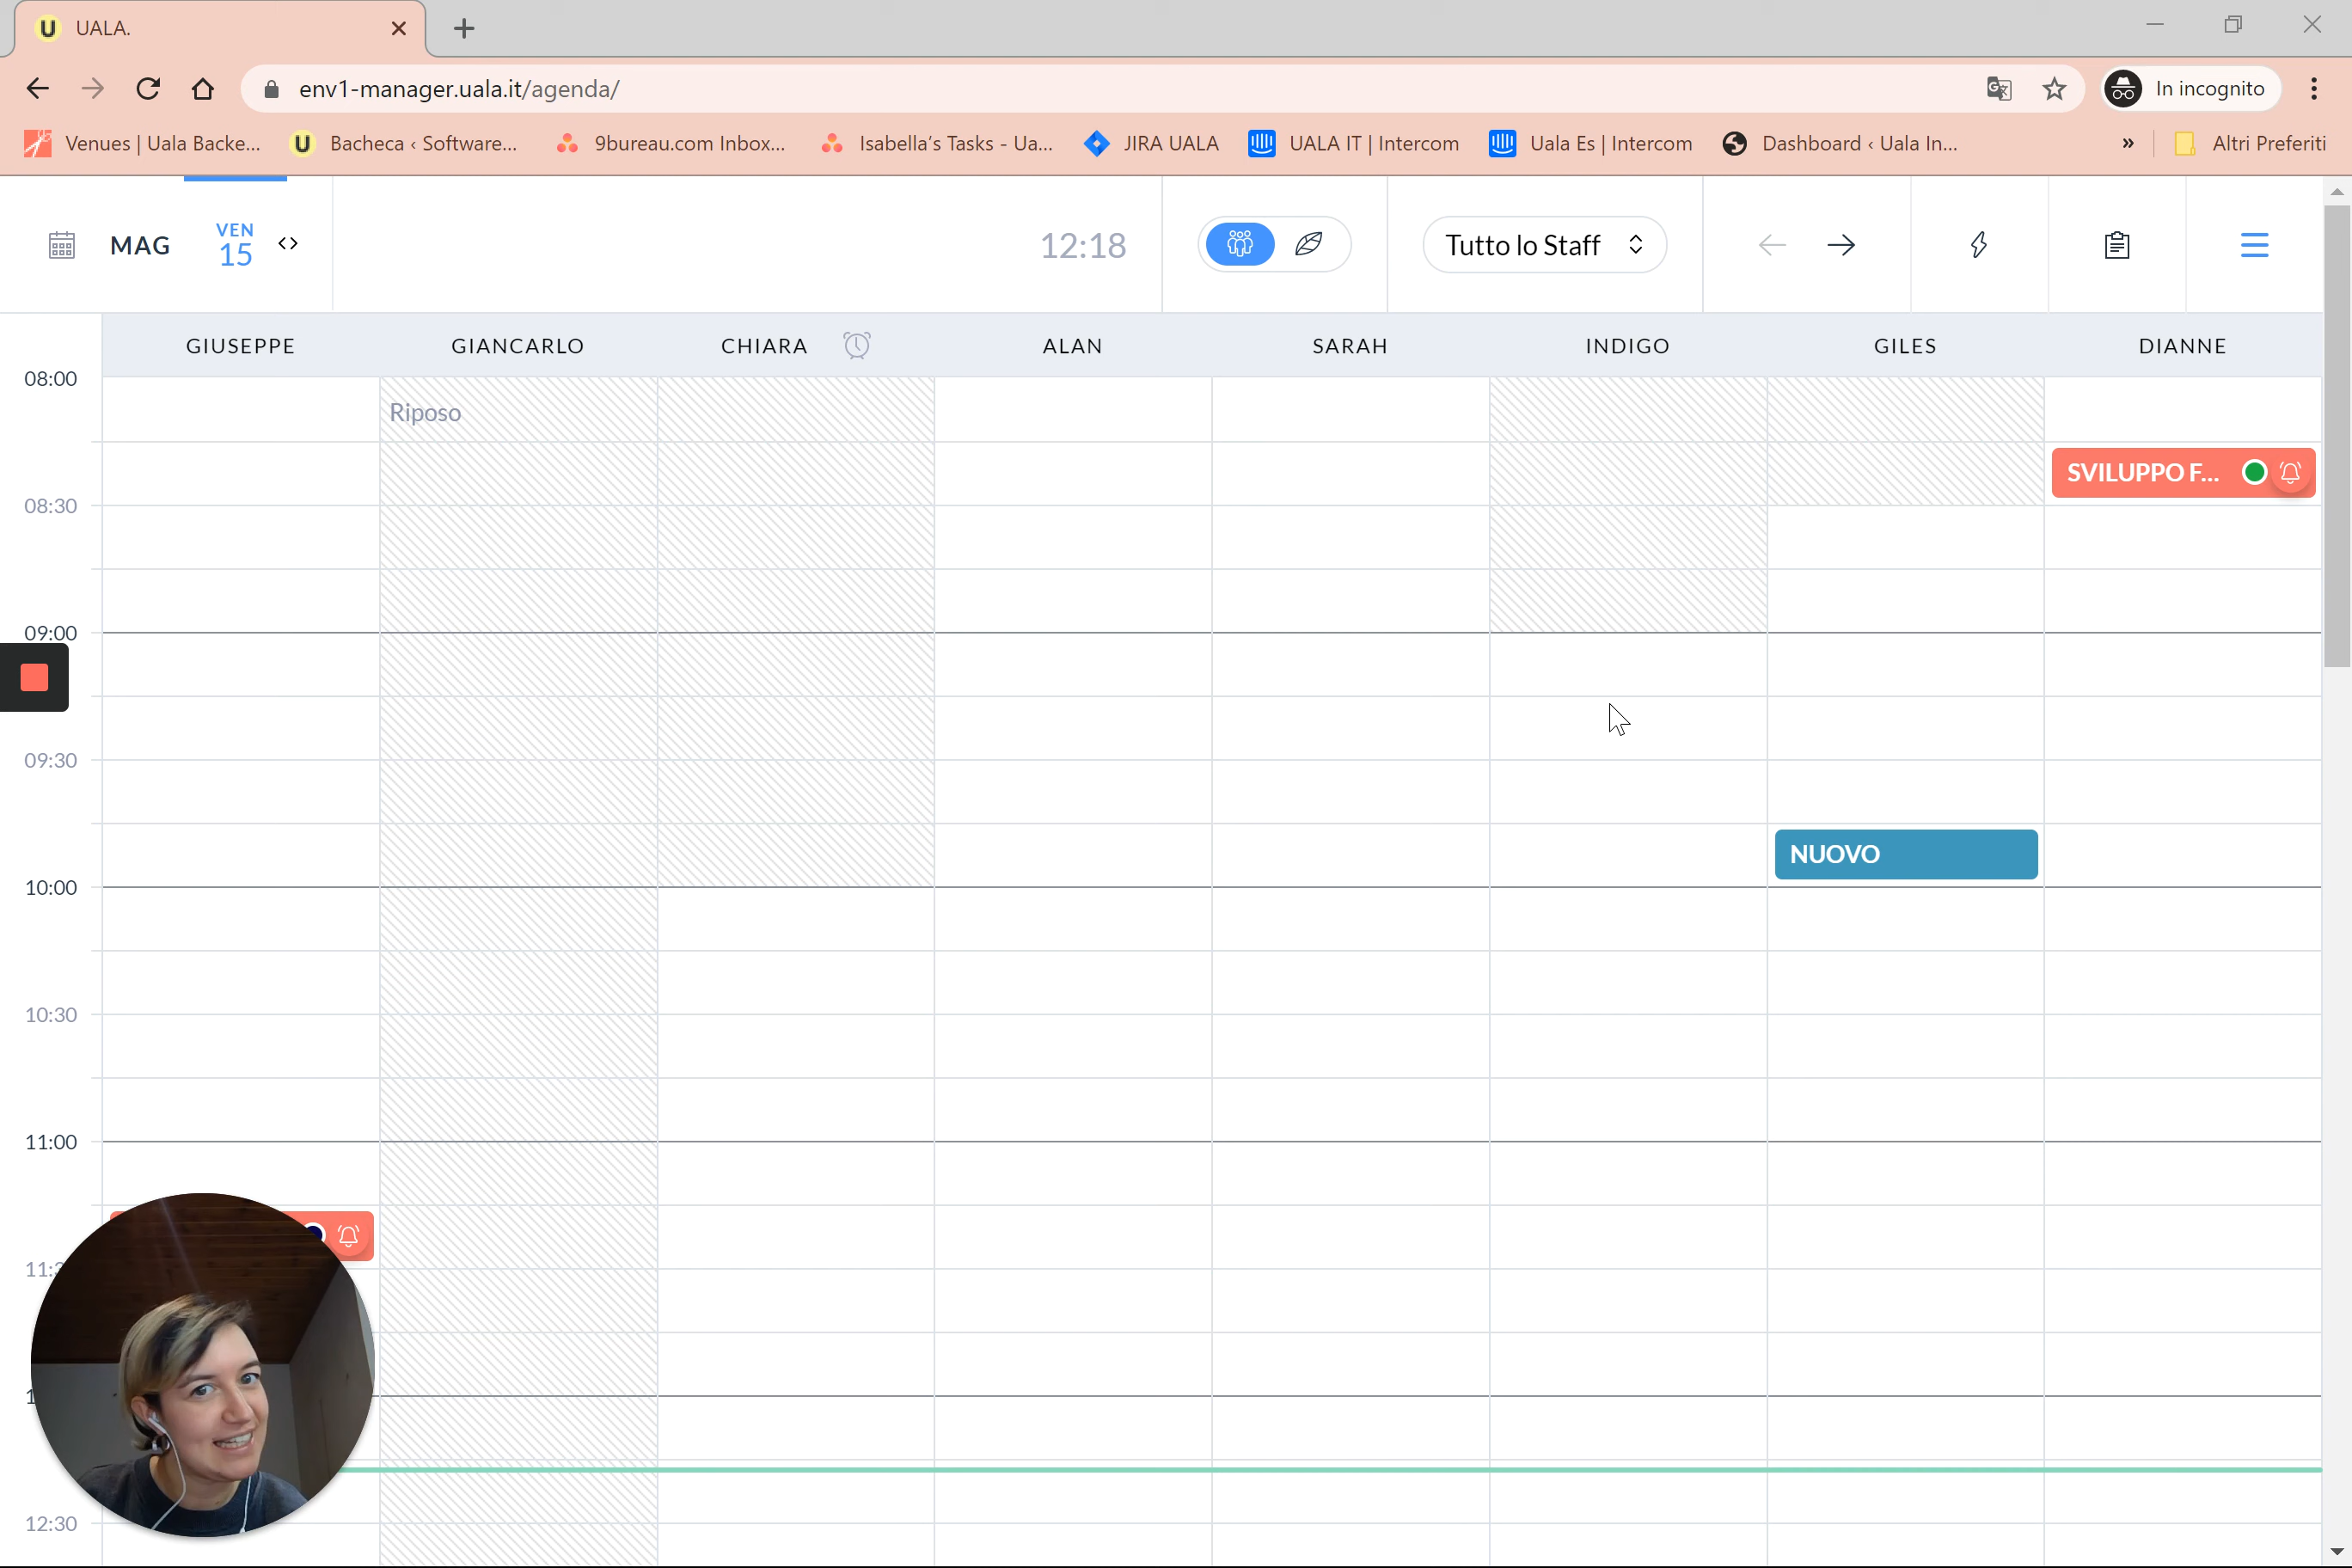 UALA.
env1-manager.uala.it/agenda/
In incognito
Venues | Uala Backe...
Bacheca ‹ Software...
9bureau.com Inbox...
Isabella's Tasks - Ua...
JIRA UALA
UALA IT | Intercom
Uala Es | Intercom
Dashboard ‹ Uala In...
»
Altri Preferiti
MAG
VEN
15
12:18
Tutto lo Staff
GIUSEPPE
GIANCARLO
CHIARA
ALAN
SARAH
INDIGO
GILES
DIANNE
08:00
Riposo
SVILUPPO F...
08:30
09:00
09:30
NUOVO
10:00
10:30
11:00
12:30